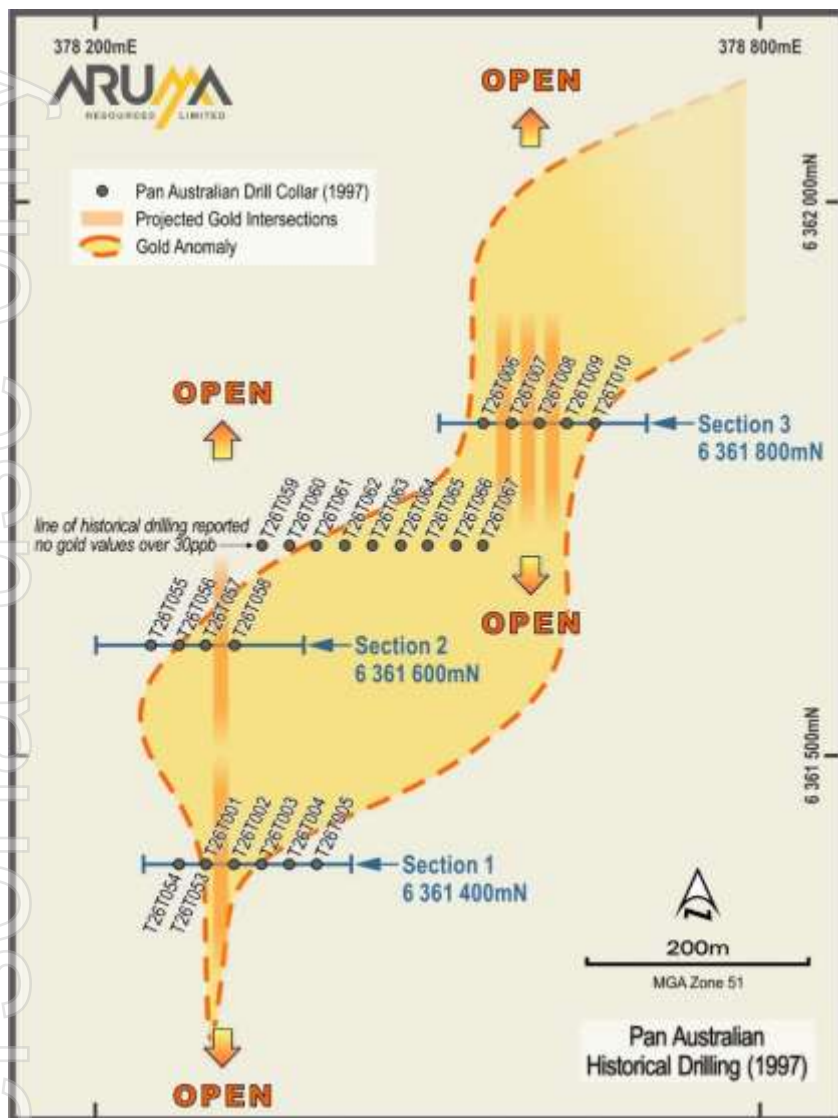 378 200mE
378 800mE
ARUMA
RESOURCES LIMITED
OPEN
Pan Australian Drill Collar (1997)
Projected Gold Intersections
Gold Anomaly
6 362 000mN
T26T006
T26T007
T26T008
T26T009
T26T010
OPEN
Section 3
6 361 800mN
T26T059
T26T060
T26T061
T26T062
T26T063
T26T064
T26T065
T26T066
T26T067
line of historical drilling reported
no gold values over 30ppb
T26T055
T26T056
T26T057
T26T058
OPEN
Section 2
6 361 600mN
6 361 500mN
T26T001
T26T002
T26T003
T26T004
T26T005
T26T054
T26T053
Section 1
6 361 400mN
N
200m
MGA Zone 51
Pan Australian
Historical Drilling (1997)
OPEN
For personal use only